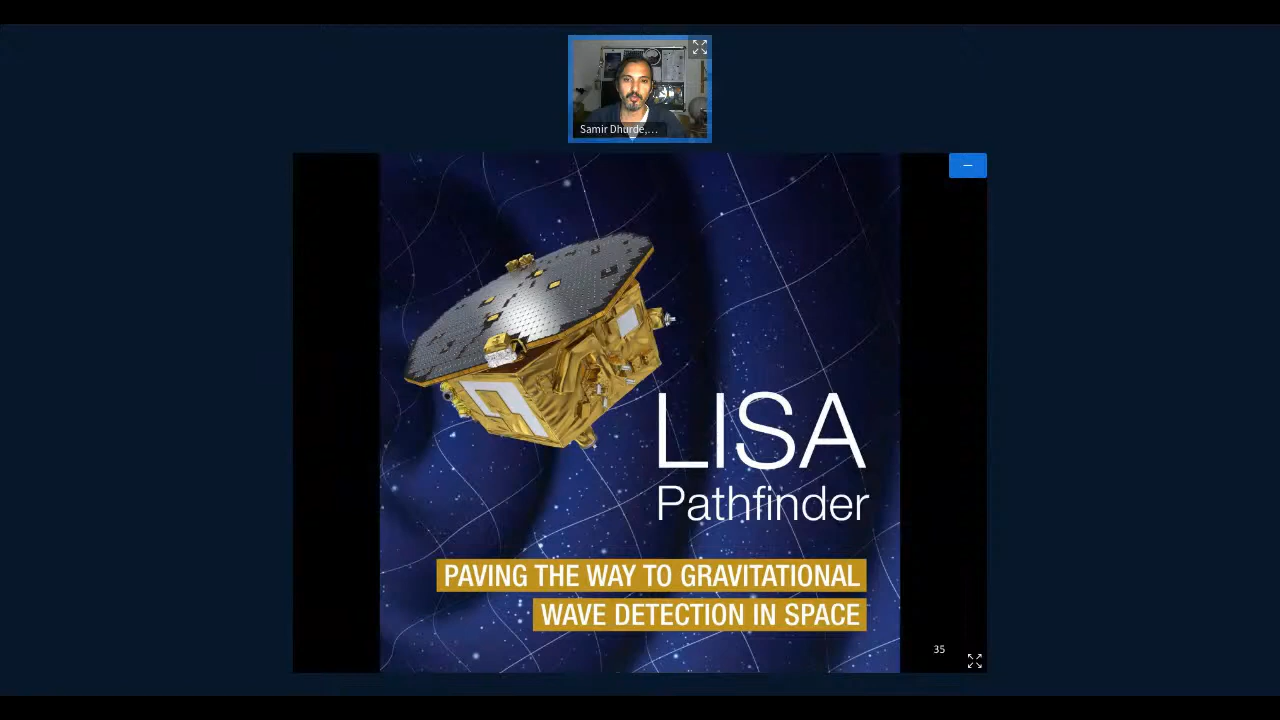 Samir Dhurde,...
LISA
Pathfinder
PAVING THE WAY TO GRAVITATIONAL
WAVE DETECTION IN SPACE
35